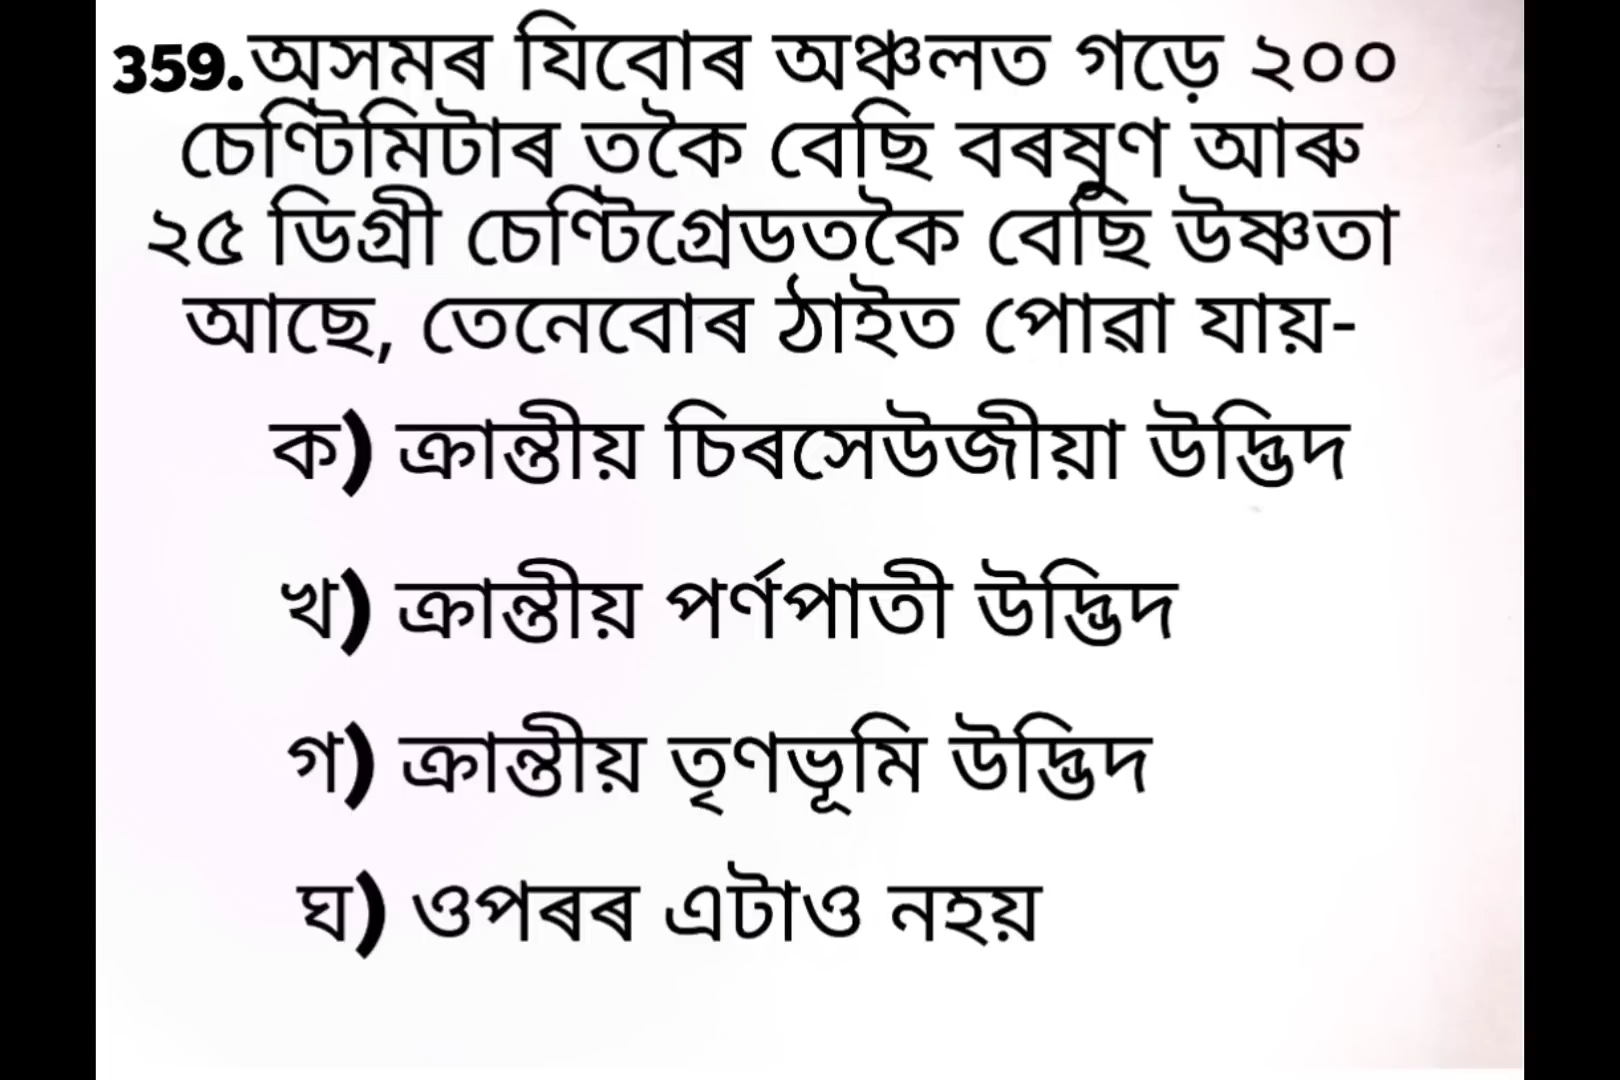 359.অসমৰ যিবোৰ অঞ্চলত গড়ে ২০০
চেণ্টিমিটাৰ তকৈ বেছি বৰষুণ আৰু
২৫ ডিগ্ৰী চেণ্টিগ্ৰেডতকৈ বেছি উষ্ণতা
আছে, তেনেবোৰ ঠাইত পোৱা যায়-
ক) ক্ৰান্তীয় চিৰসেউজীয়া উদ্ভিদ
খ) ক্ৰান্তীয় পৰ্ণপাতী উদ্ভিদ
গ) ক্ৰান্তীয় তৃণভূমি উদ্ভিদ
ঘ) ওপৰৰ এটাও নহয়